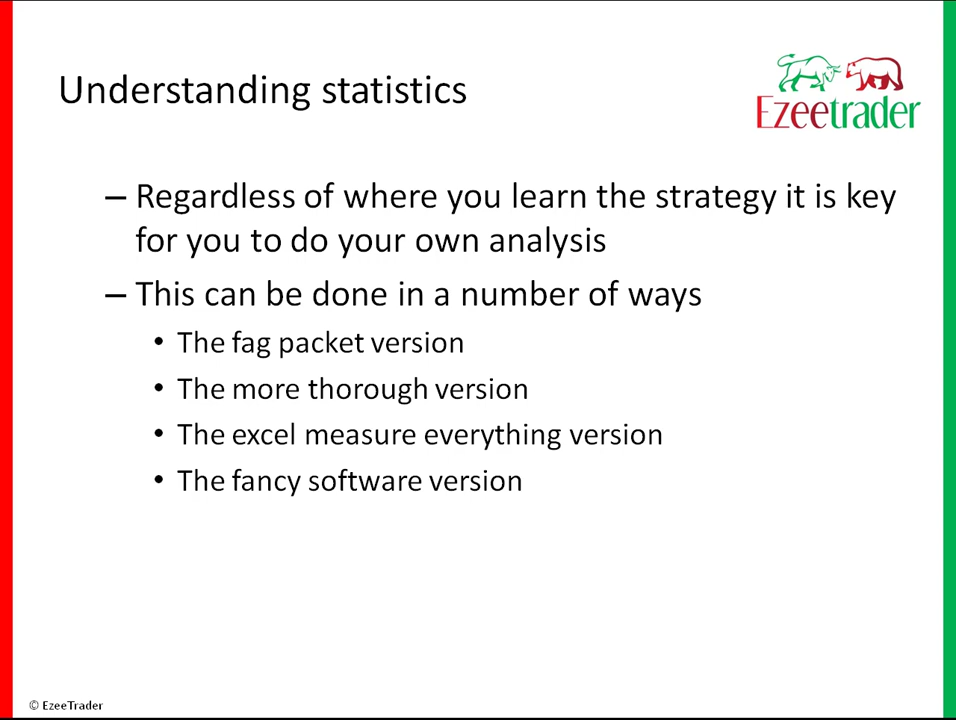 Understanding statistics
Ezeetrader
– Regardless of where you learn the strategy it is key
for you to do your own analysis
– This can be done in a number of ways
• The fag packet version
• The more thorough version
• The excel measure everything version
• The fancy software version
© EzeeTrader